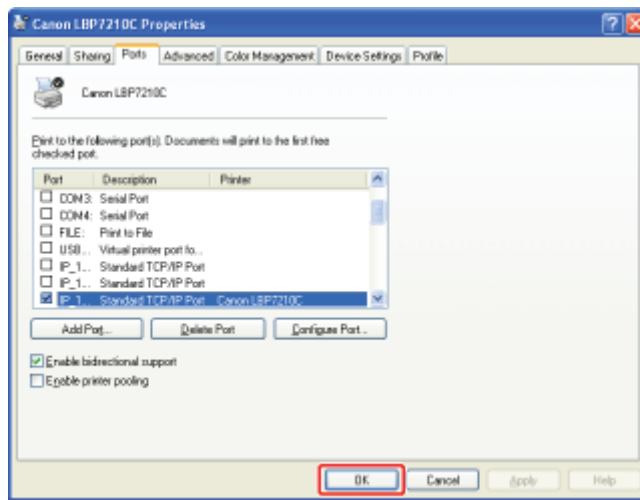 Canon LBP7210C Properties
General Sharing Ports Advanced Color Management Device Settings Profile
Canon LBP7210C
Print to the following port(s). Documents will print to the first free
checked port.
Port Description Printer
COM3: Serial Port
COM4: Serial Port
FILE: Print to File
USB... Virtual printer port fo...
IP_1... Standard TCP/IP Port
IP_1... Standard TCP/IP Port
IP_1... Standard TCP/IP Port Canon LBP7210C
Add Port... Delete Port Configure Port...
Enable bidirectional support
Enable printer pooling
OK Cancel Apply Help